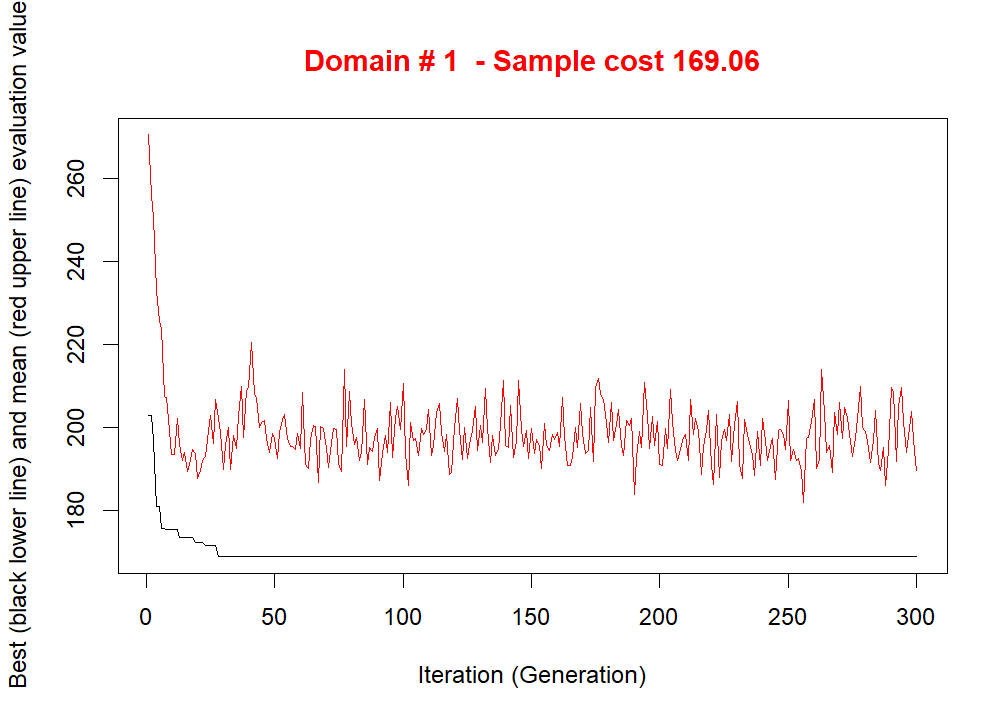 Domain # 1  - Sample cost 169.06
Best (black lower line) and mean (red upper line) evaluation value
260
240
220
200
180
0 50 100 150 200 250 300
Iteration (Generation)